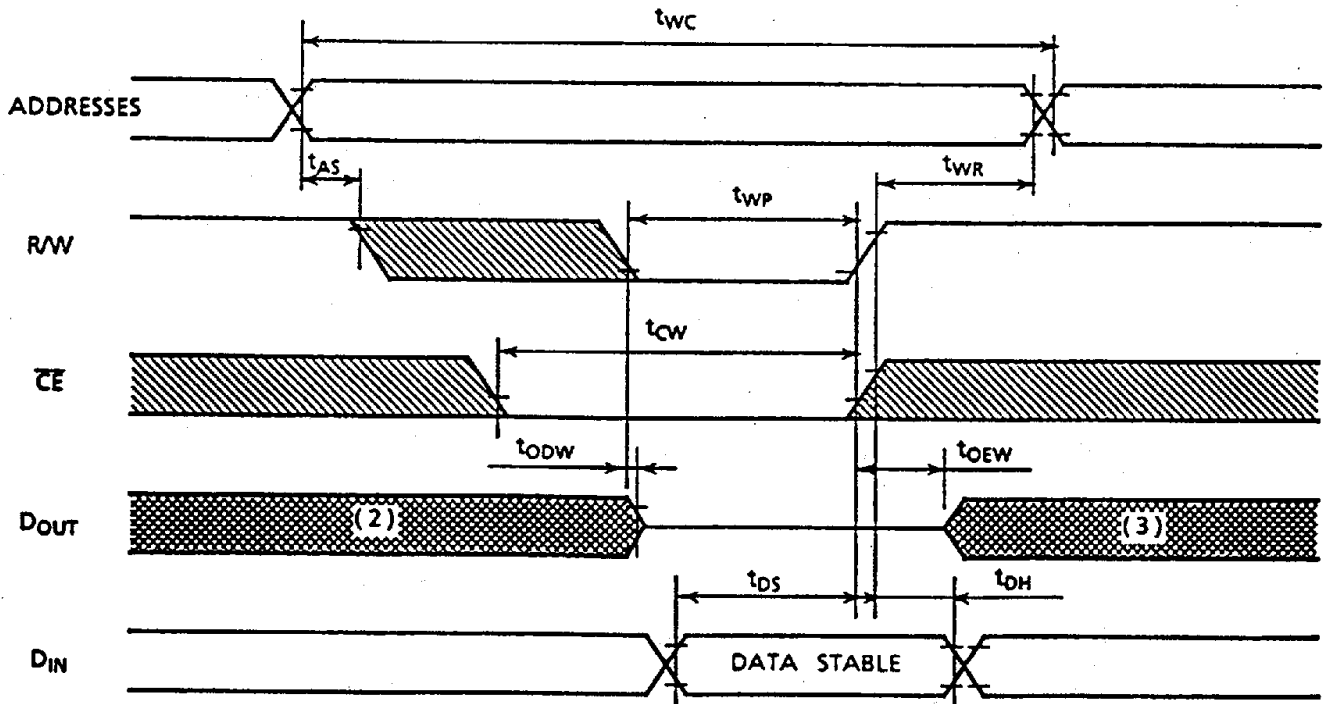 tWC
ADDRESSES
tAS
tWR
tWP
R/W
tCW
CE
tODW
tOEW
DOUT
(2)
(3)
tDS
tDH
DIN
DATA STABLE